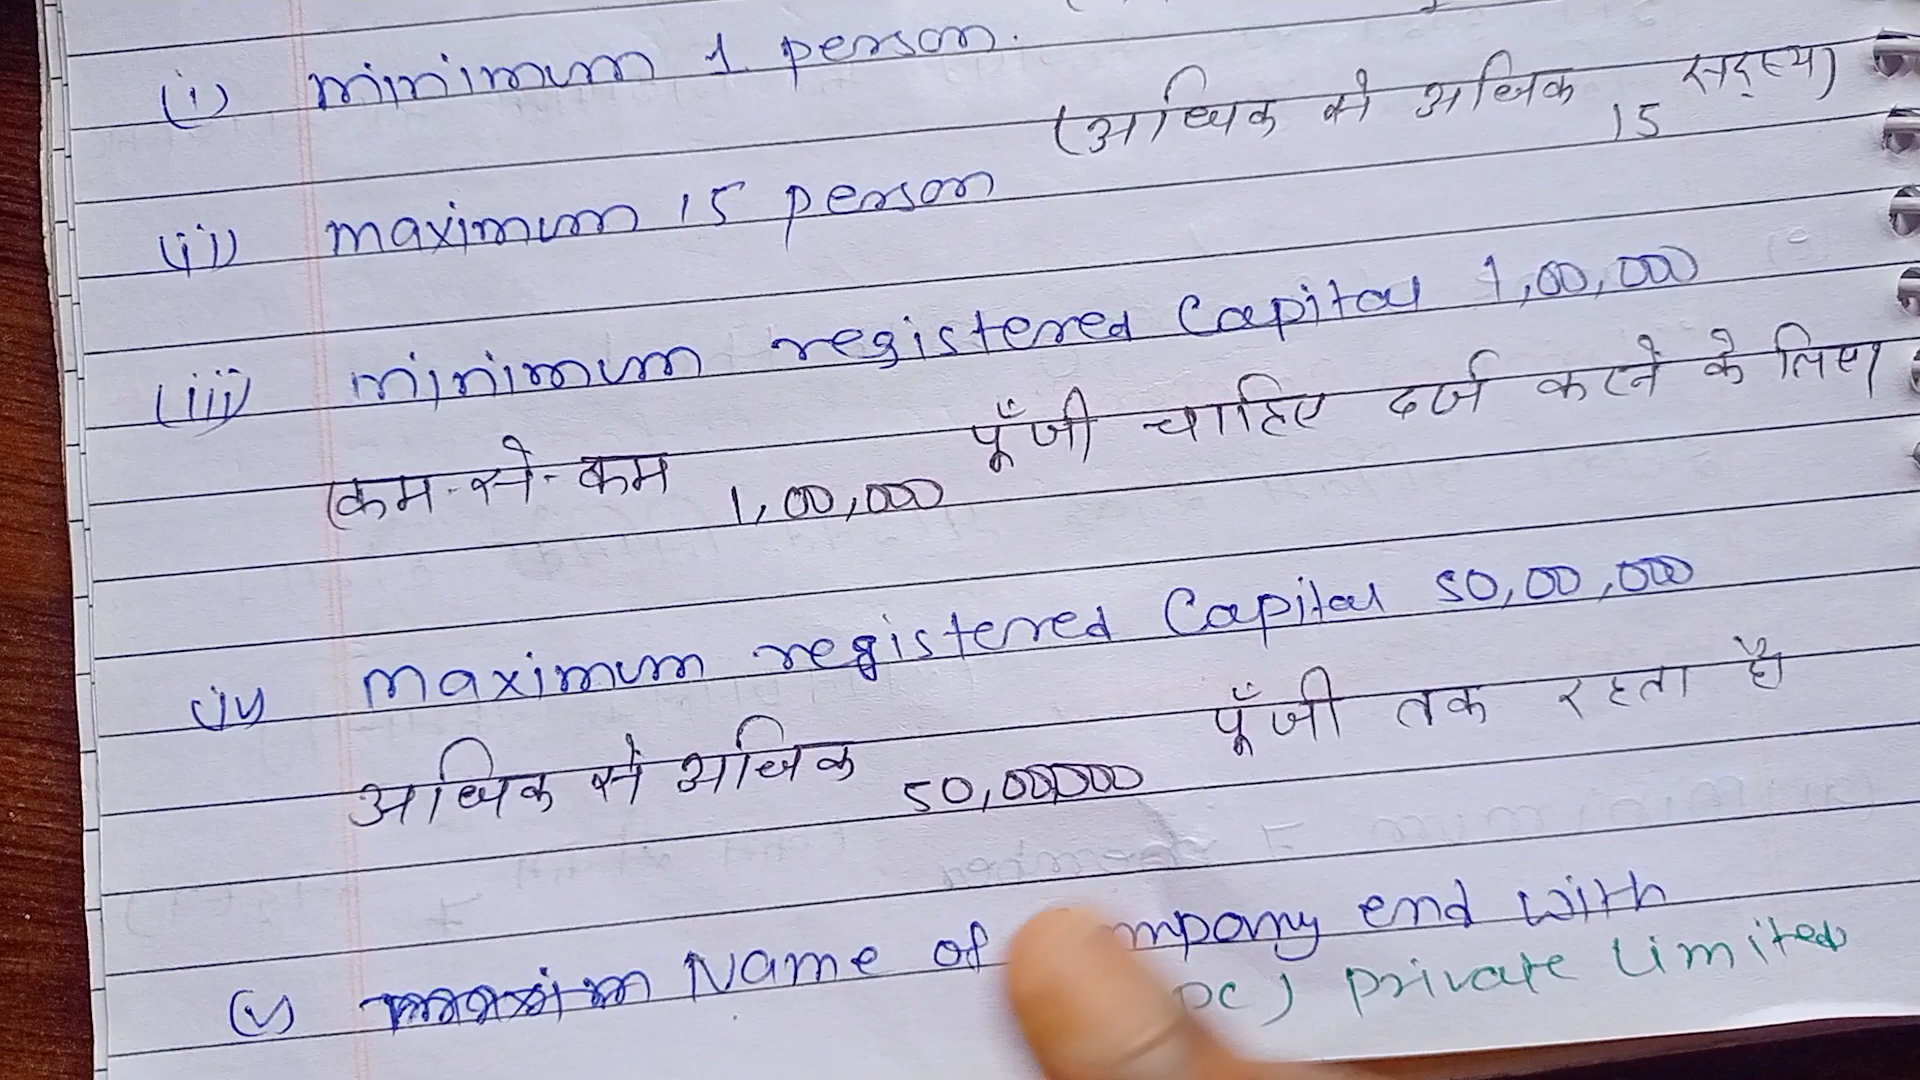 (i) minimum 1 person.
(अधिक से अधिक 15 सदस्य)
(ii) maximum 15 person
(iii) minimum registered Capital 1,00,000
(कम-से-कम 1,00,000 पूँजी चाहिए दर्ज करने के लिए)
(iv) maximum registered Capital 50,00,000
अधिक से अधिक 50,00000 पूँजी तक रहता है
(v) Name of mpany end with
PC) Private Limited